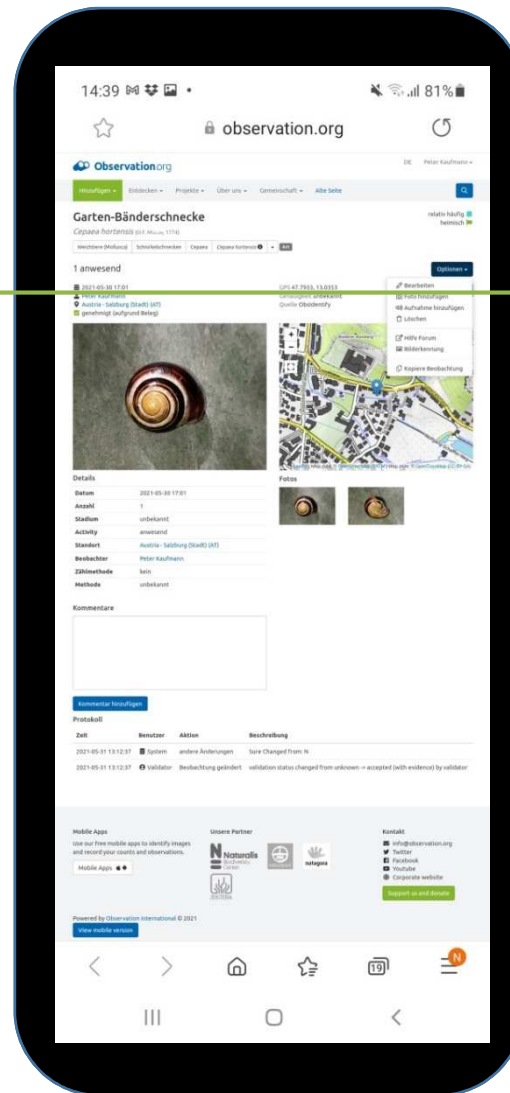 14:39
81%
observation.org
Observation.org
DE Peter Kaufmann
Hinzufügen Entdecken Projekte Über uns Gemeinschaft Alte Seite
Garten-Bänderschnecke
relativ häufig
heimisch
Cepaea hortensis (O.F. Müller, 1774)
Weichtiere (Mollusca) Schnirkelschnecken Cepaea Cepaea hortensis Art
1 anwesend
Optionen
2021-05-30 17:01
GPS 47.7933, 13.0353
Bearbeiten
Peter Kaufmann
Genauigkeit unbekannt
Foto hinzufügen
Austria - Salzburg (Stadt) (AT)
Quelle ObsIdentify
Aufnahme hinzufügen
genehmigt (aufgrund Beleg)
Löschen
Hilfe Forum
Bilderkennung
Kopiere Beobachtung
Details
Fotos
Datum 2021-05-30 17:01
Anzahl 1
Stadium unbekannt
Activity anwesend
Standort Austria - Salzburg (Stadt) (AT)
Beobachter Peter Kaufmann
Zählmethode kein
Methode unbekannt
Kommentare
Kommentar hinzufügen
Protokoll
Zeit Benutzer Aktion Beschreibung
2021-05-31 13:12:37 System andere Änderungen Sure Changed from: N
2021-05-31 13:12:37 Validator Beobachtung geändert validation status changed from unknown -> accepted (with evidence) by validator
Mobile Apps
Unsere Partner
Kontakt
Use our free mobile apps to identify images
and record your counts and observations.
Mobile Apps
Naturalis
Biodiversity
Center
natagora
info@observation.org
Twitter
Facebook
Youtube
Corporate website
Support us and donate
Powered by Observation International © 2021
View mobile version
19
N